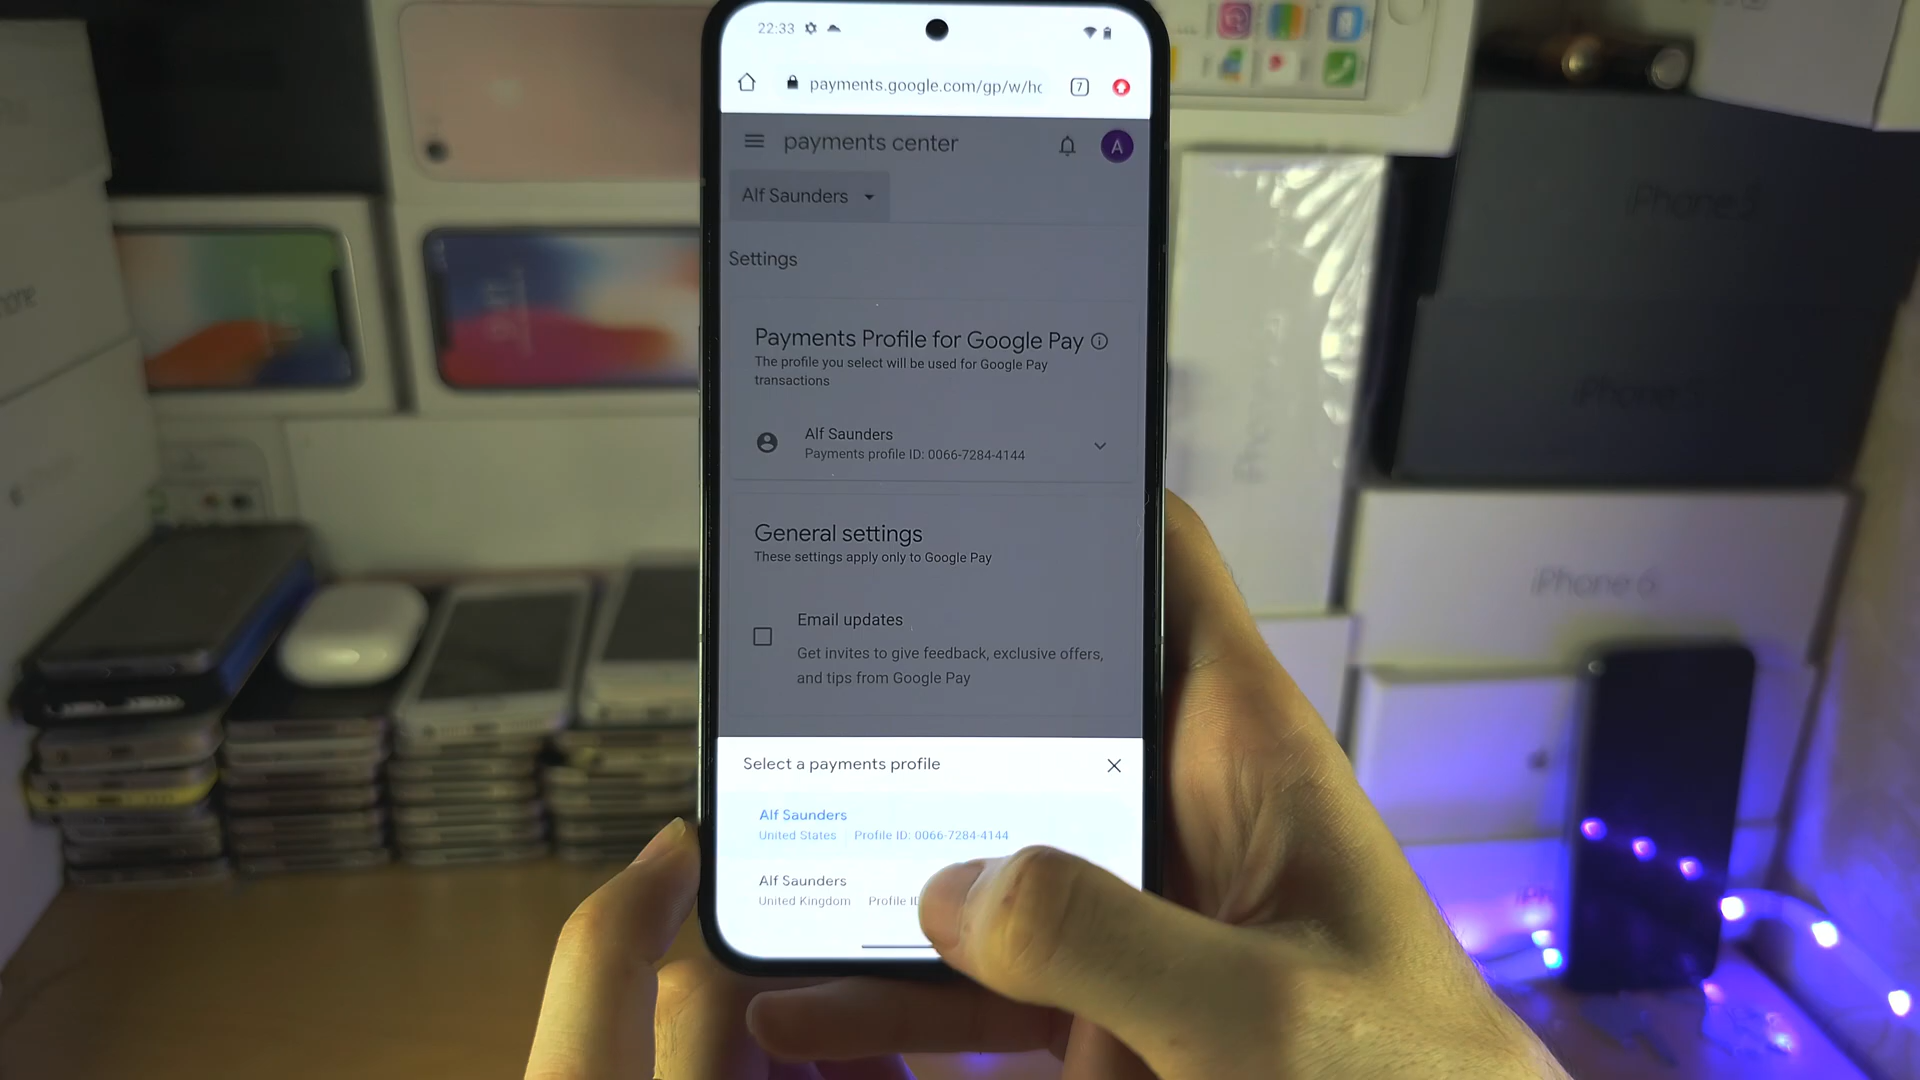 22:33
payments.google.com/gp/w/hc
7
payments center
A
Alf Saunders
Settings
Payments Profile for Google Pay
The profile you select will be used for Google Pay
transactions
Alf Saunders
Payments profile ID: 0066-7284-4144
General settings
These settings apply only to Google Pay
Email updates
Get invites to give feedback, exclusive offers,
and tips from Google Pay
Select a payments profile
Alf Saunders
United States Profile ID: 0066-7284-4144
Alf Saunders
United Kingdom Profile
iPhone 5
iPhone 6